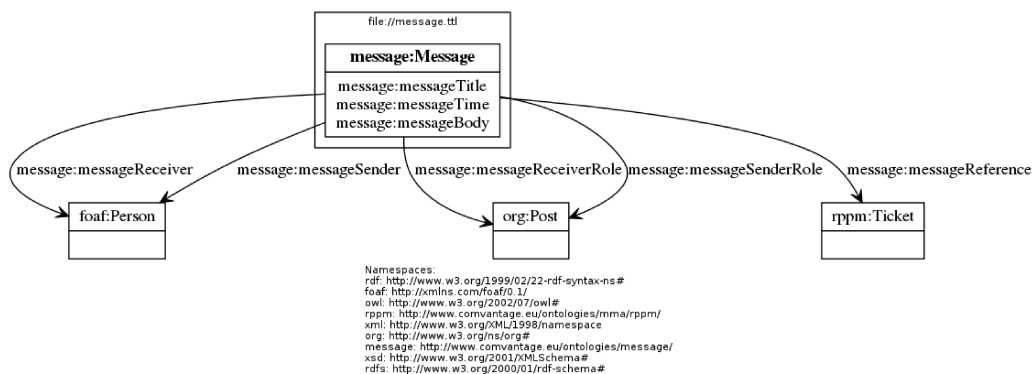 file://message.ttl
message:Message
message:messageTitle
message:messageTime
message:messageBody
message:messageReceiver
message:messageSender
message:messageReceiverRole
message:messageSenderRole
message:messageReference
foaf:Person
org:Post
rppm:Ticket
Namespaces:
rdf: http://www.w3.org/1999/02/22-rdf-syntax-ns#
foaf: http://xmlns.com/foaf/0.1/
owl: http://www.w3.org/2002/07/owl#
rppm: http://www.comvantage.eu/ontologies/mma/rppm/
xml: http://www.w3.org/XML/1998/namespace
org: http://www.w3.org/ns/org#
message: http://www.comvantage.eu/ontologies/message/
xsd: http://www.w3.org/2001/XMLSchema#
rdfs: http://www.w3.org/2000/01/rdf-schema#